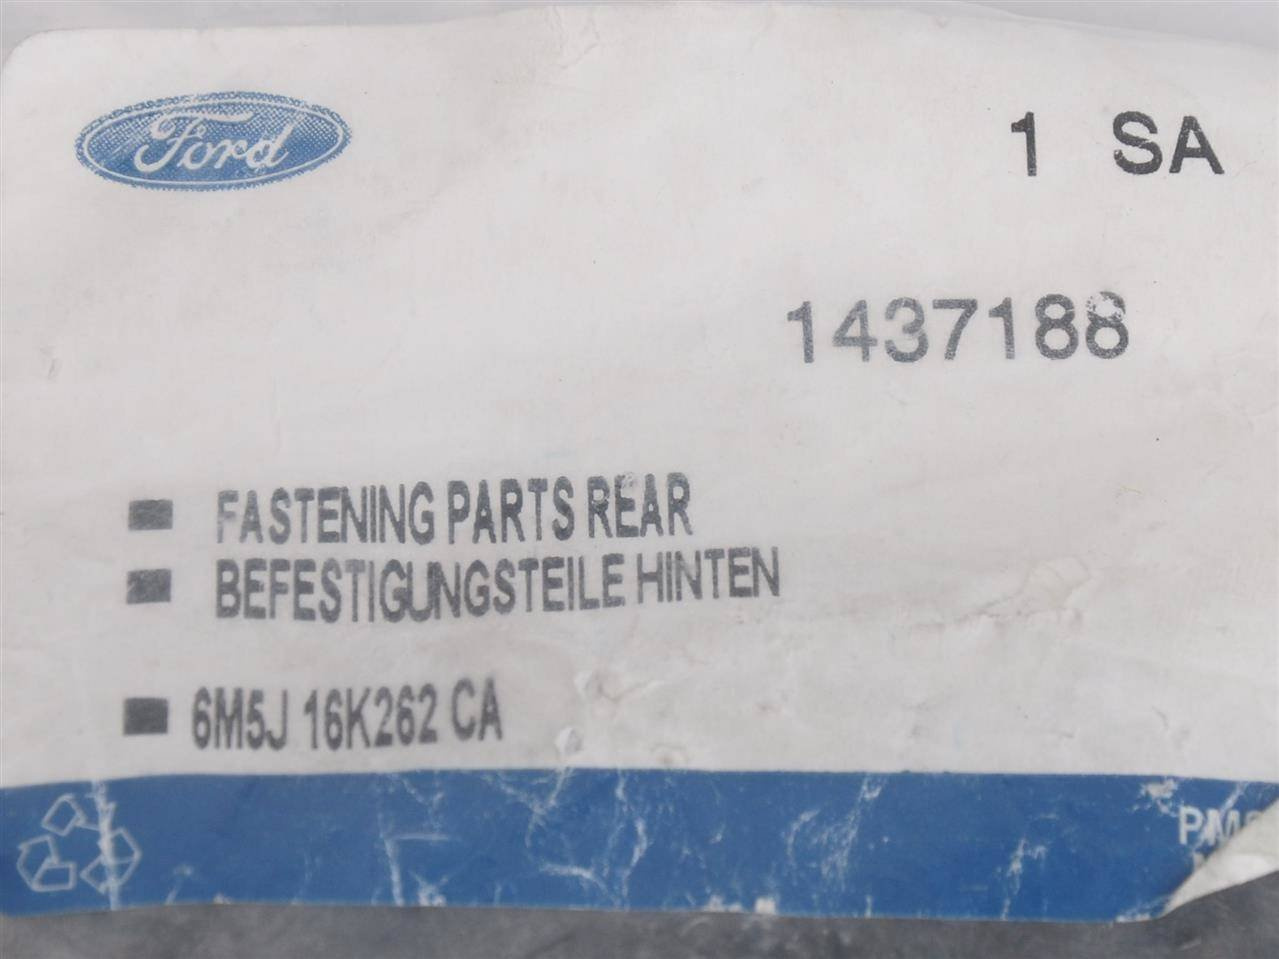 Ford
1 SA
1437188
FASTENING PARTS REAR
BEFESTIGUNGSTEILE HINTEN
6M5J 16K262 CA